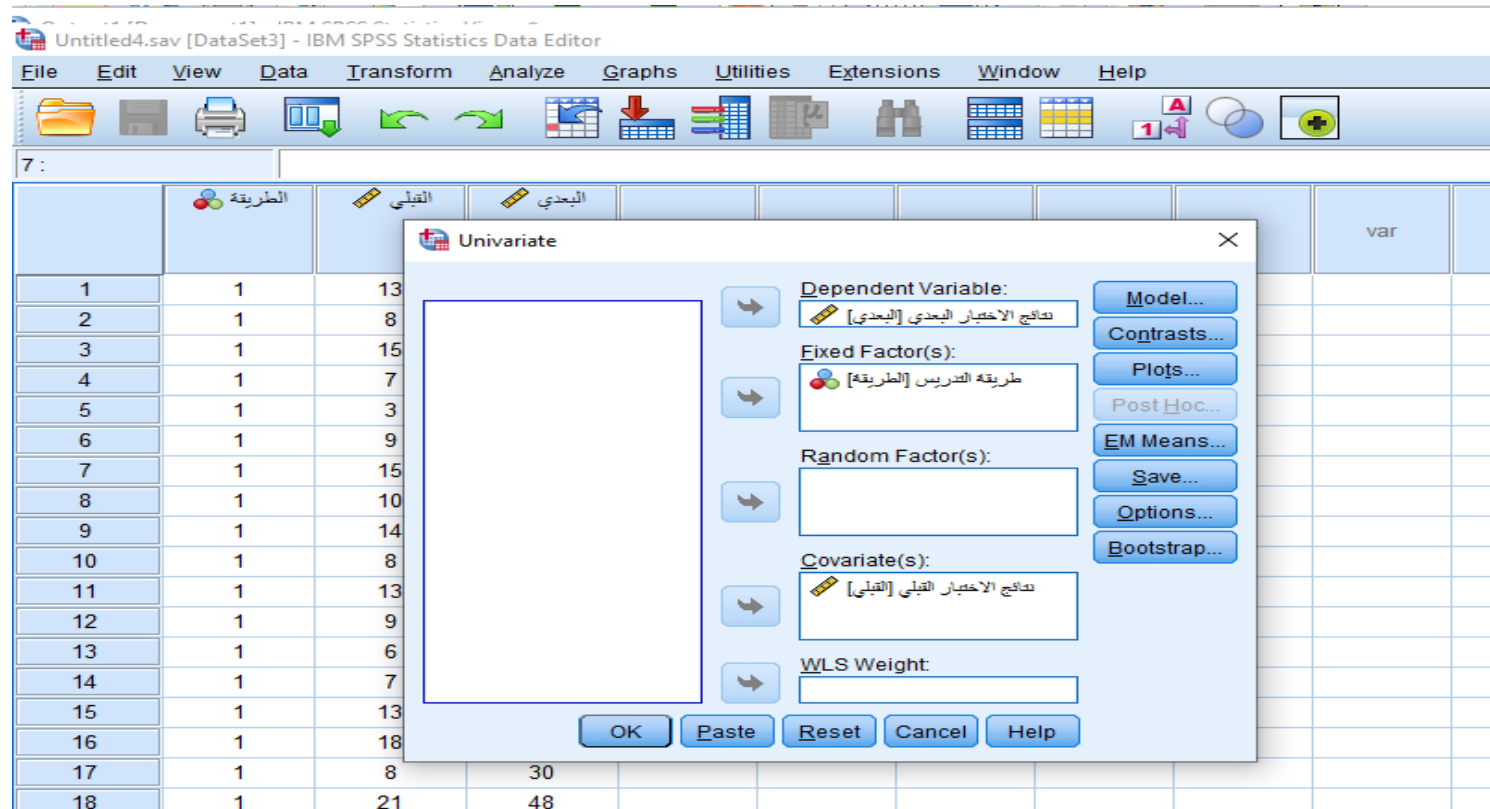 Untitled4.sav [DataSet3] - IBM SPSS Statistics Data Editor
File Edit View Data Transform Analyze Graphs Utilities Extensions Window Help
7 :
الطريقة القبلي البعدي var
Univariate
1 1 13
2 1 8
3 1 15
4 1 7
5 1 3
6 1 9
7 1 15
8 1 10
9 1 14
10 1 8
11 1 13
12 1 9
13 1 6
14 1 7
15 1 13
16 1 18
17 1 8 30
18 1 21 48
Dependent Variable:
نتائج الاختبار البعدي [البعدي]
Fixed Factor(s):
طريقة التدريس [الطريقة]
Random Factor(s):
Covariate(s):
نتائج الاختبار القبلي [القبلي]
WLS Weight:
Model...
Contrasts...
Plots...
Post Hoc...
EM Means...
Save...
Options...
Bootstrap...
OK Paste Reset Cancel Help